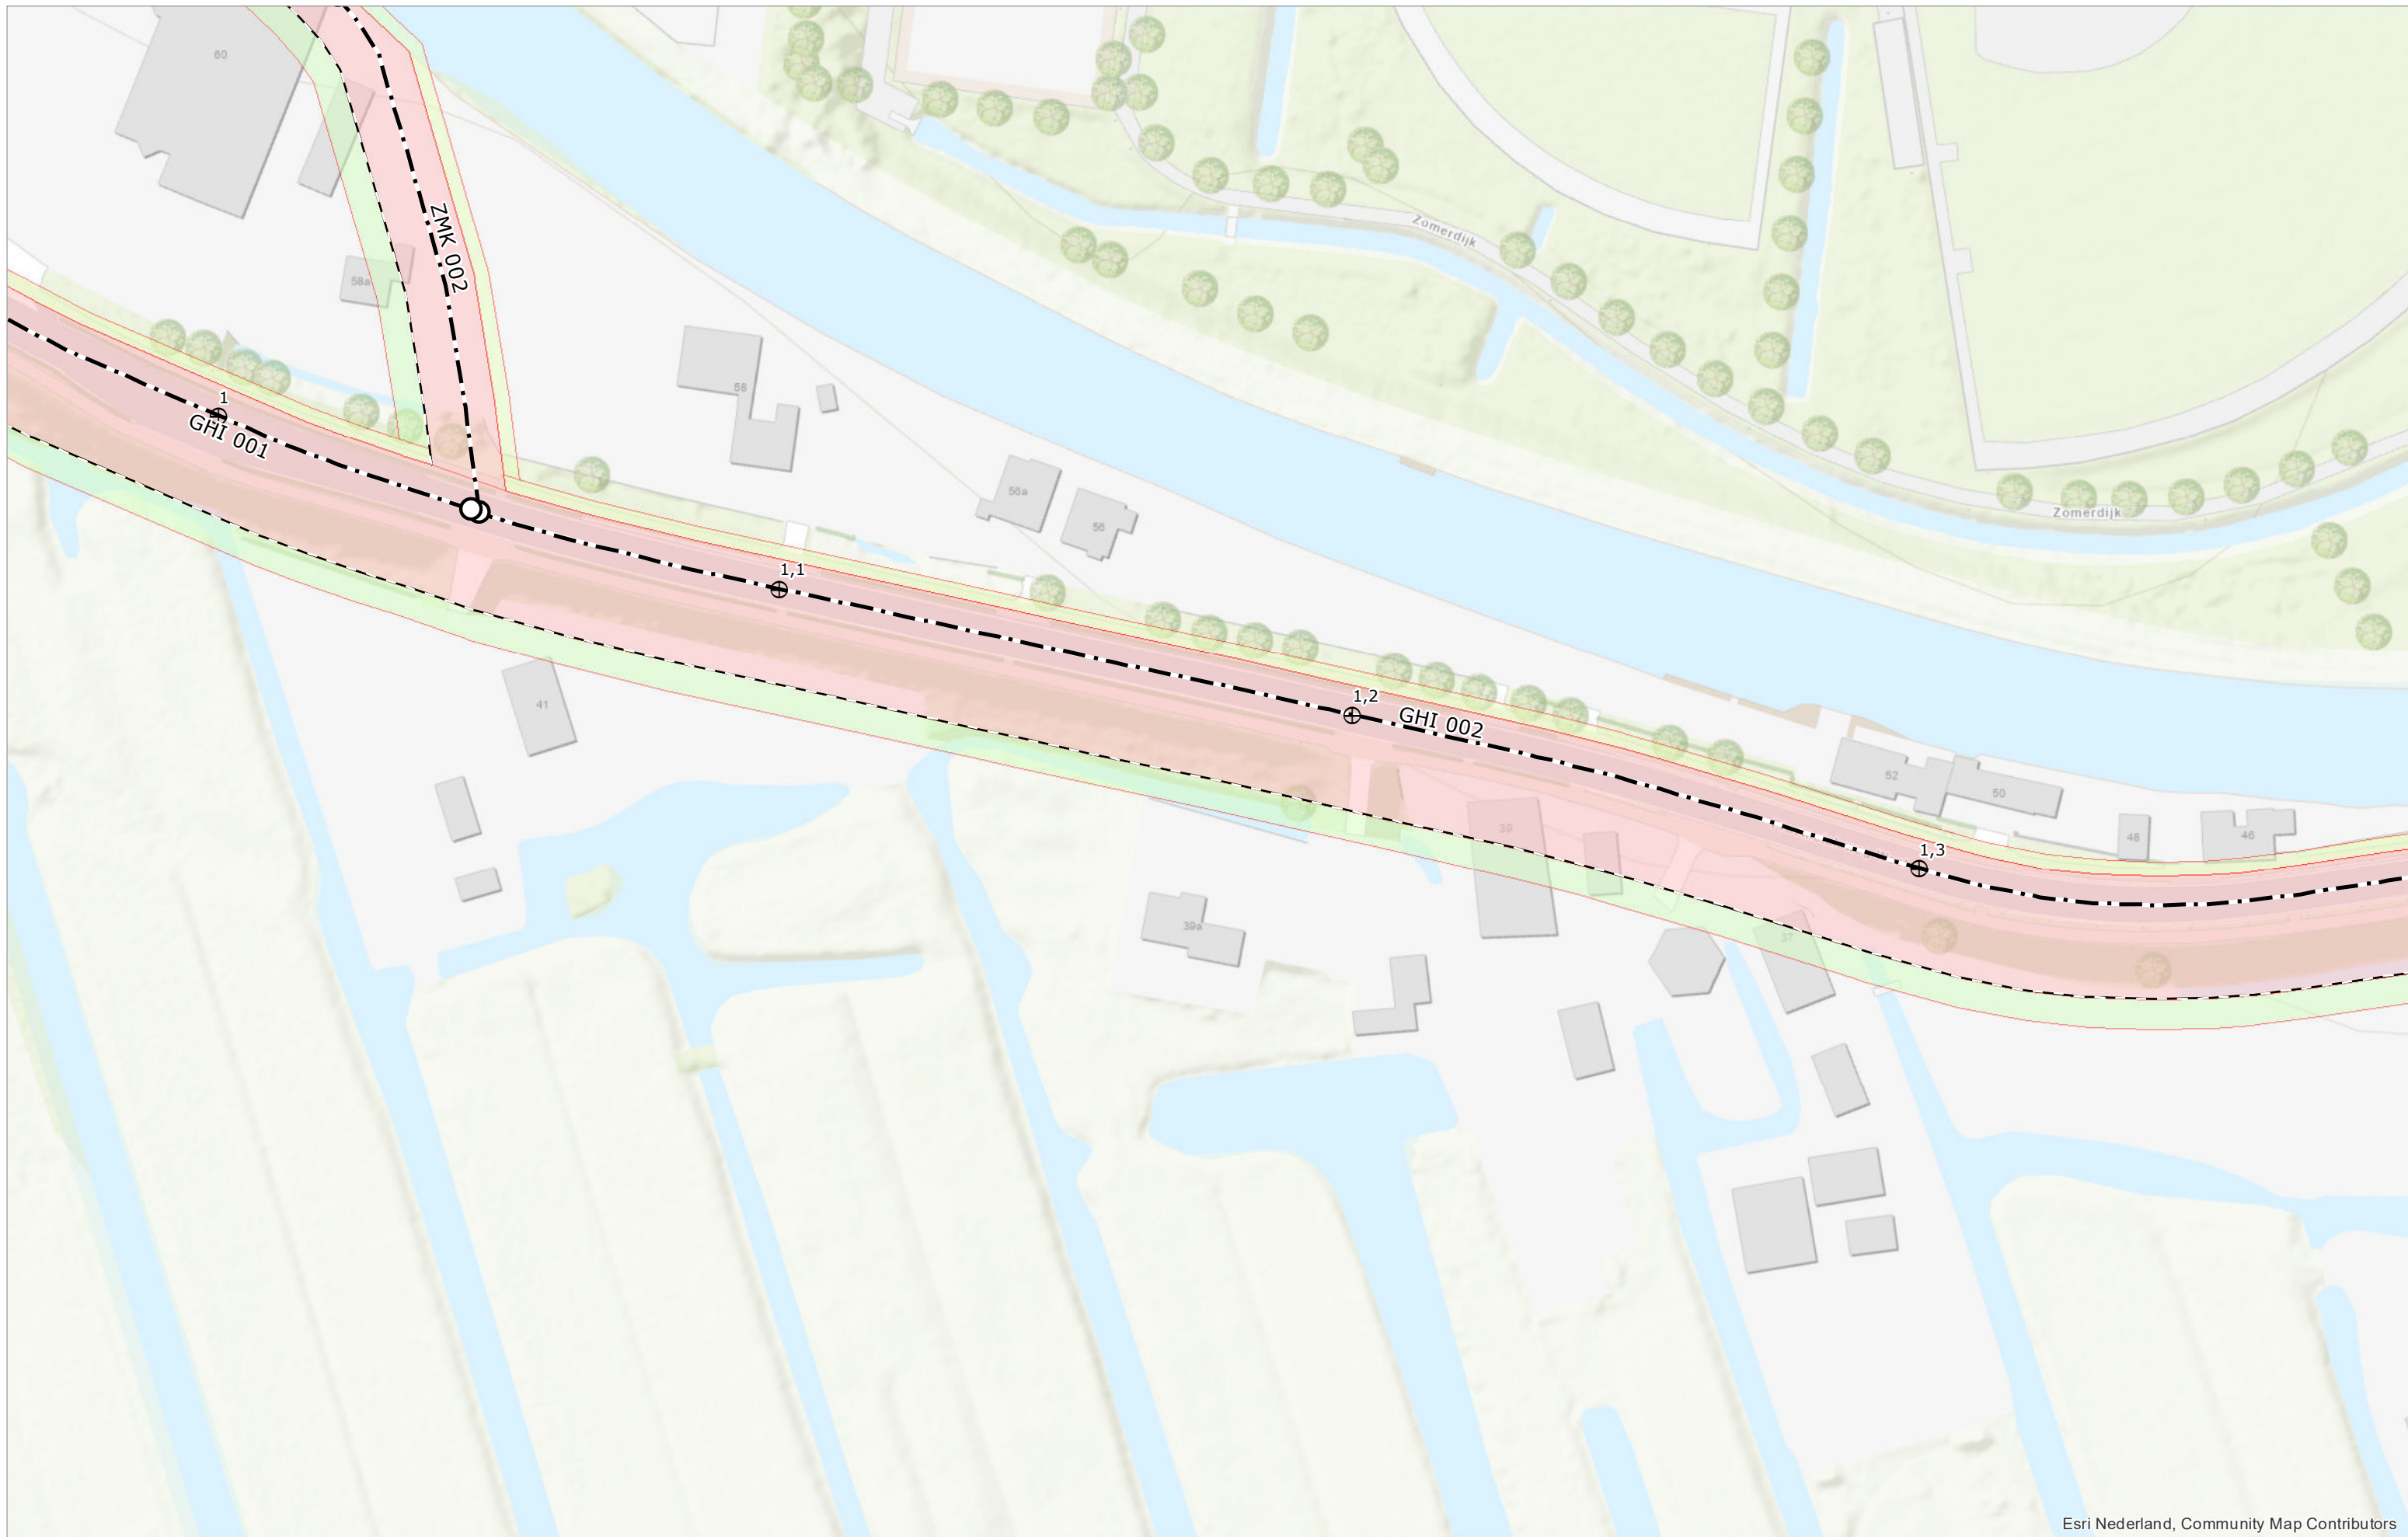 60
Zomerdijk
ZMK 002
58a
58
1
GHI 001
56a
56
Zomerdijk
1,1
41
1,2
GHI 002
52
50
39
48
46
1,3
39a
37
Esri Nederland, Community Map Contributors